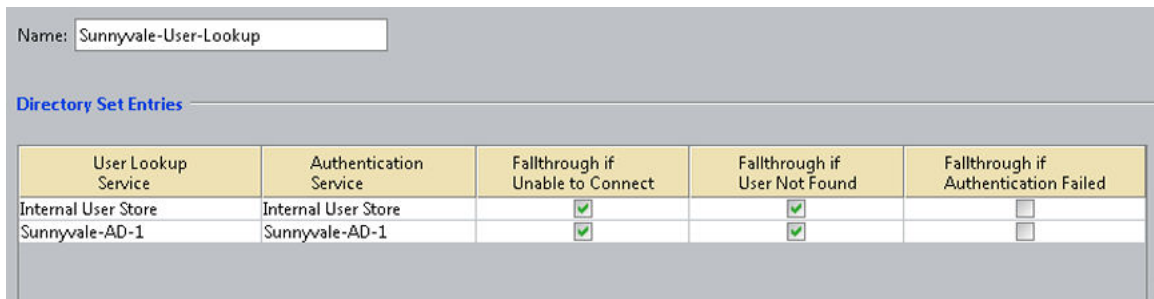 Name: Sunnyvale-User-Lookup
Directory Set Entries
User Lookup Service Authentication Service Fallthrough if Unable to Connect Fallthrough if User Not Found Fallthrough if Authentication Failed
Internal User Store Internal User Store
Sunnyvale-AD-1 Sunnyvale-AD-1